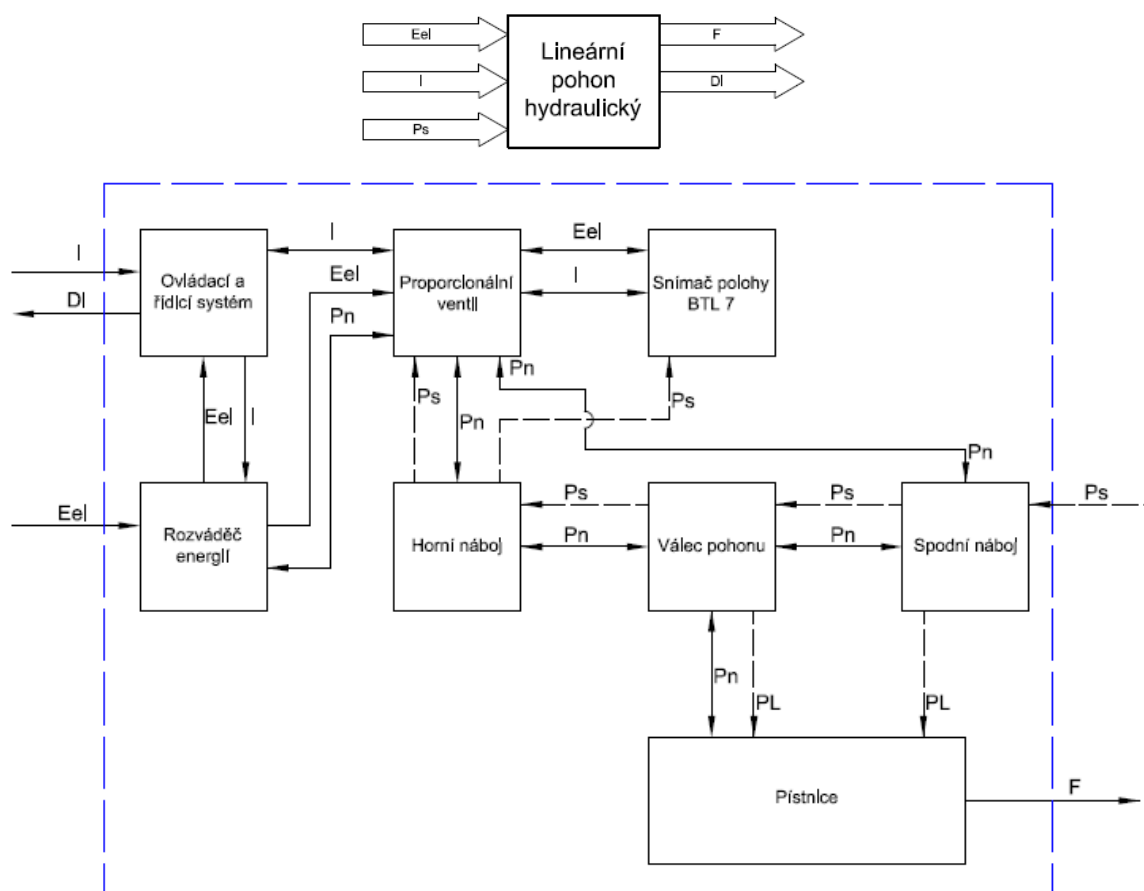 Eel
F
Lineární
pohon
hydraulický
I
DI
Ps
I
I
Eel
Ovládací a
řídicí systém
Eel
Proporcionální
ventil
I
Snímač polohy
BTL 7
DI
Pn
Pn
Ps
Ps
Eel
I
Pn
Pn
Eel
Ps
Ps
Ps
Rozváděč
energií
Horní náboj
Pn
Válec pohonu
Pn
Spodní náboj
Pn
PL
PL
Pístnice
F